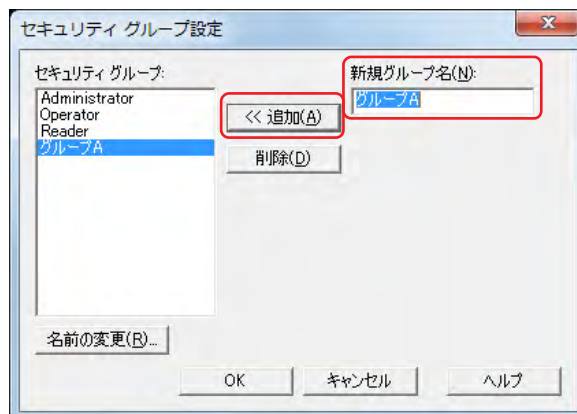 セキュリティ グループ設定
セキュリティ グループ:
Administrator
Operator
Reader
グループA
<< 追加(A)
削除(D)
新規グループ名(N):
グループA
名前の変更(R)...
OK
キャンセル
ヘルプ